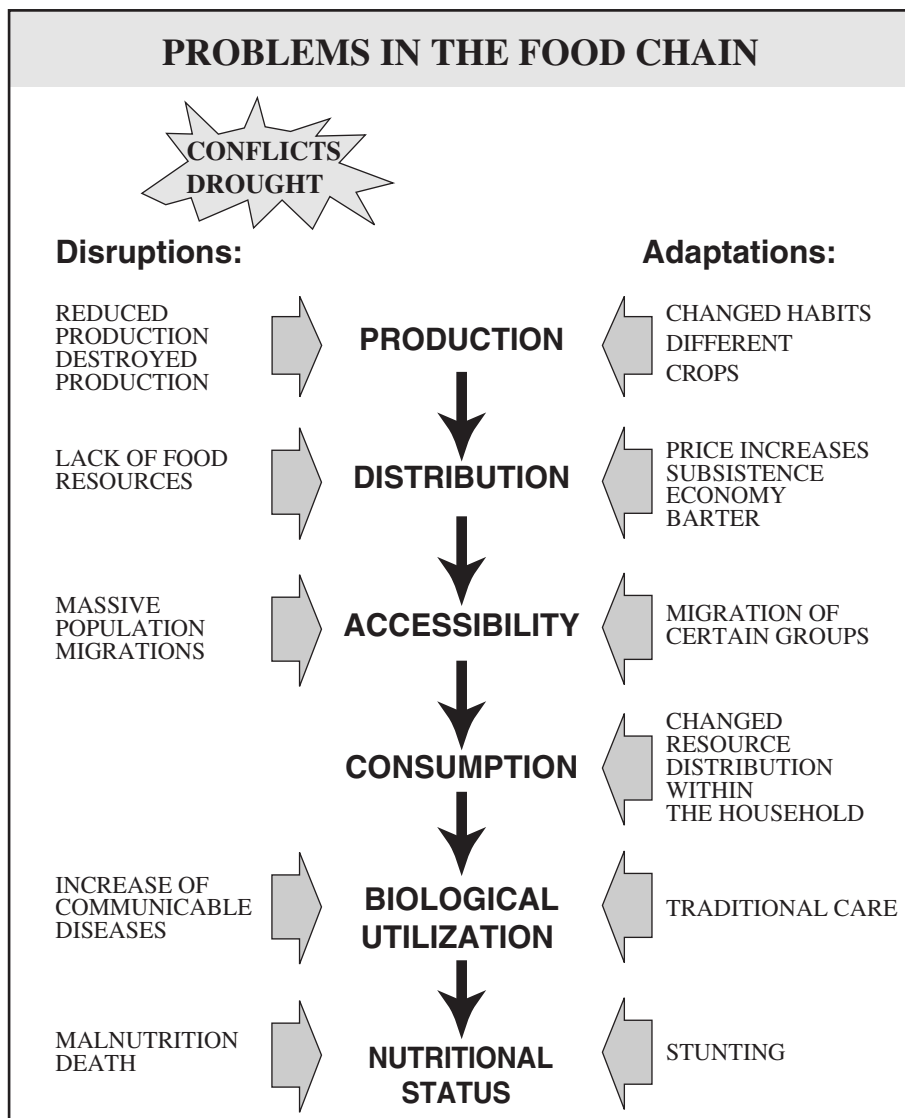 PROBLEMS IN THE FOOD CHAIN
CONFLICTS
DROUGHT
Disruptions:
Adaptations:
REDUCED
PRODUCTION
DESTROYED
PRODUCTION
PRODUCTION
CHANGED HABITS
DIFFERENT
CROPS
LACK OF FOOD
RESOURCES
DISTRIBUTION
PRICE INCREASES
SUBSISTENCE
ECONOMY
BARTER
MASSIVE
POPULATION
MIGRATIONS
ACCESSIBILITY
MIGRATION OF
CERTAIN GROUPS
CONSUMPTION
CHANGED
RESOURCE
DISTRIBUTION
WITHIN
THE HOUSEHOLD
INCREASE OF
COMMUNICABLE
DISEASES
BIOLOGICAL
UTILIZATION
TRADITIONAL CARE
MALNUTRITION
DEATH
NUTRITIONAL
STATUS
STUNTING